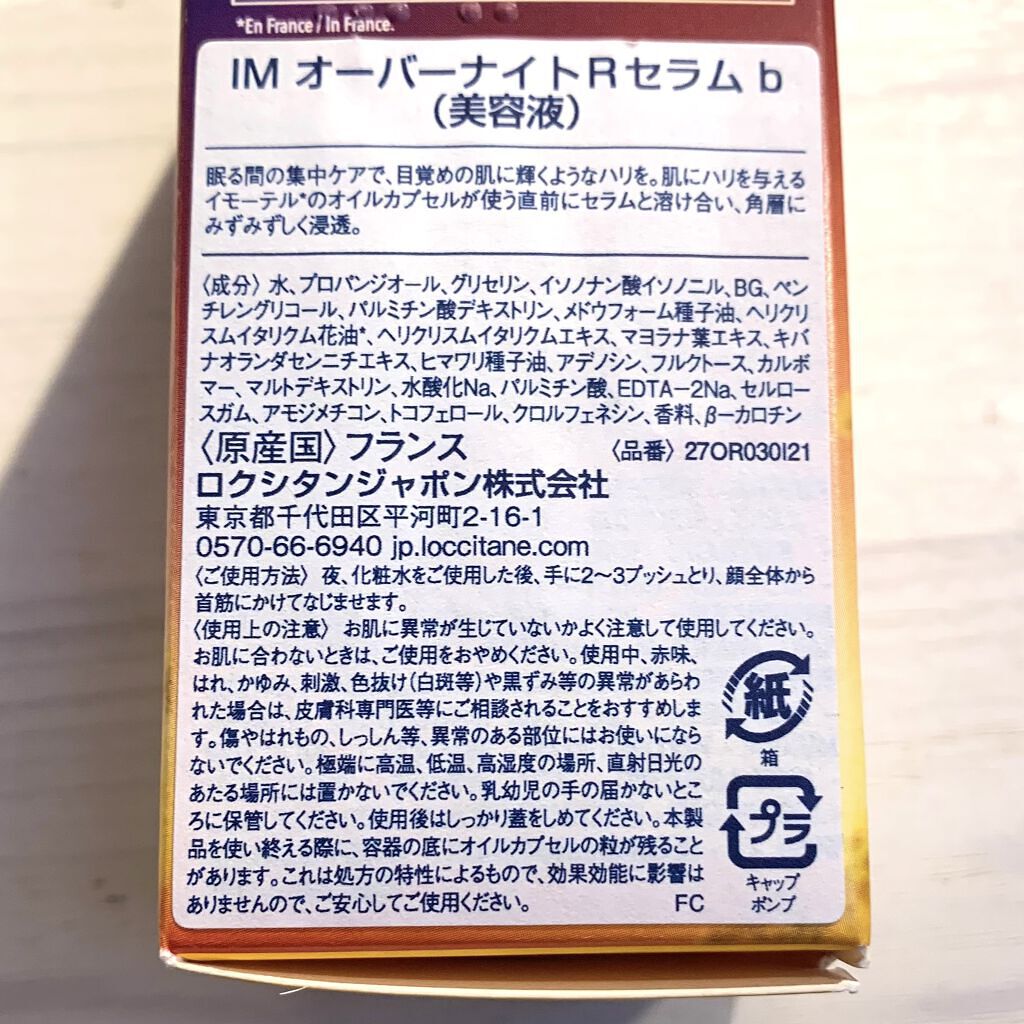 *En France / In France.
IM オーバーナイトRセラム b
(美容液)
眠る間の集中ケアで、目覚めの肌に輝くようなハリを。肌にハリを与える
イモーテル*のオイルカプセルが使う直前にセラムと溶け合い、角層に
みずみずしく浸透。
〈成分〉水、プロパンジオール、グリセリン、イソノナン酸イソノニル、BG、ペン
チレングリコール、パルミチン酸デキストリン、メドウフォーム種子油、ヘリクリ
スムイタリクム花油*、ヘリクリスムイタリクムエキス、マヨラナ葉エキス、キバ
ナオランダセンニチエキス、ヒマワリ種子油、アデノシン、フルクトース、カルボ
マー、マルトデキストリン、水酸化Na、パルミチン酸、EDTA-2Na、セルロー
スガム、アモジメチコン、トコフェロール、クロルフェネシン、香料、β-カロチン
〈原産国〉フランス 〈品番〉27OR030I21
ロクシタンジャポン株式会社
東京都千代田区平河町2-16-1
0570-66-6940 jp.loccitane.com
〈ご使用方法〉 夜、化粧水をご使用した後、手に2〜3プッシュとり、顔全体から
首筋にかけてなじませます。
〈使用上の注意〉 お肌に異常が生じていないかよく注意して使用してください。
お肌に合わないときは、ご使用をおやめください。使用中、赤味、
はれ、かゆみ、刺激、色抜け(白斑等)や黒ずみ等の異常があらわ
れた場合は、皮膚科専門医等にご相談されることをおすすめしま
す。傷やはれもの、しっしん等、異常のある部位にはお使いになら
ないでください。極端に高温、低温、高湿度の場所、直射日光の
あたる場所には置かないでください。乳幼児の手の届かないとこ
ろに保管してください。使用後はしっかり蓋をしめてください。本製
品を使い終える際に、容器の底にオイルカプセルの粒が残ること
があります。これは処方の特性によるもので、効果効能に影響は
ありませんので、ご安心してご使用ください。 FC
紙
箱
プラ
キャップ
ポンプ